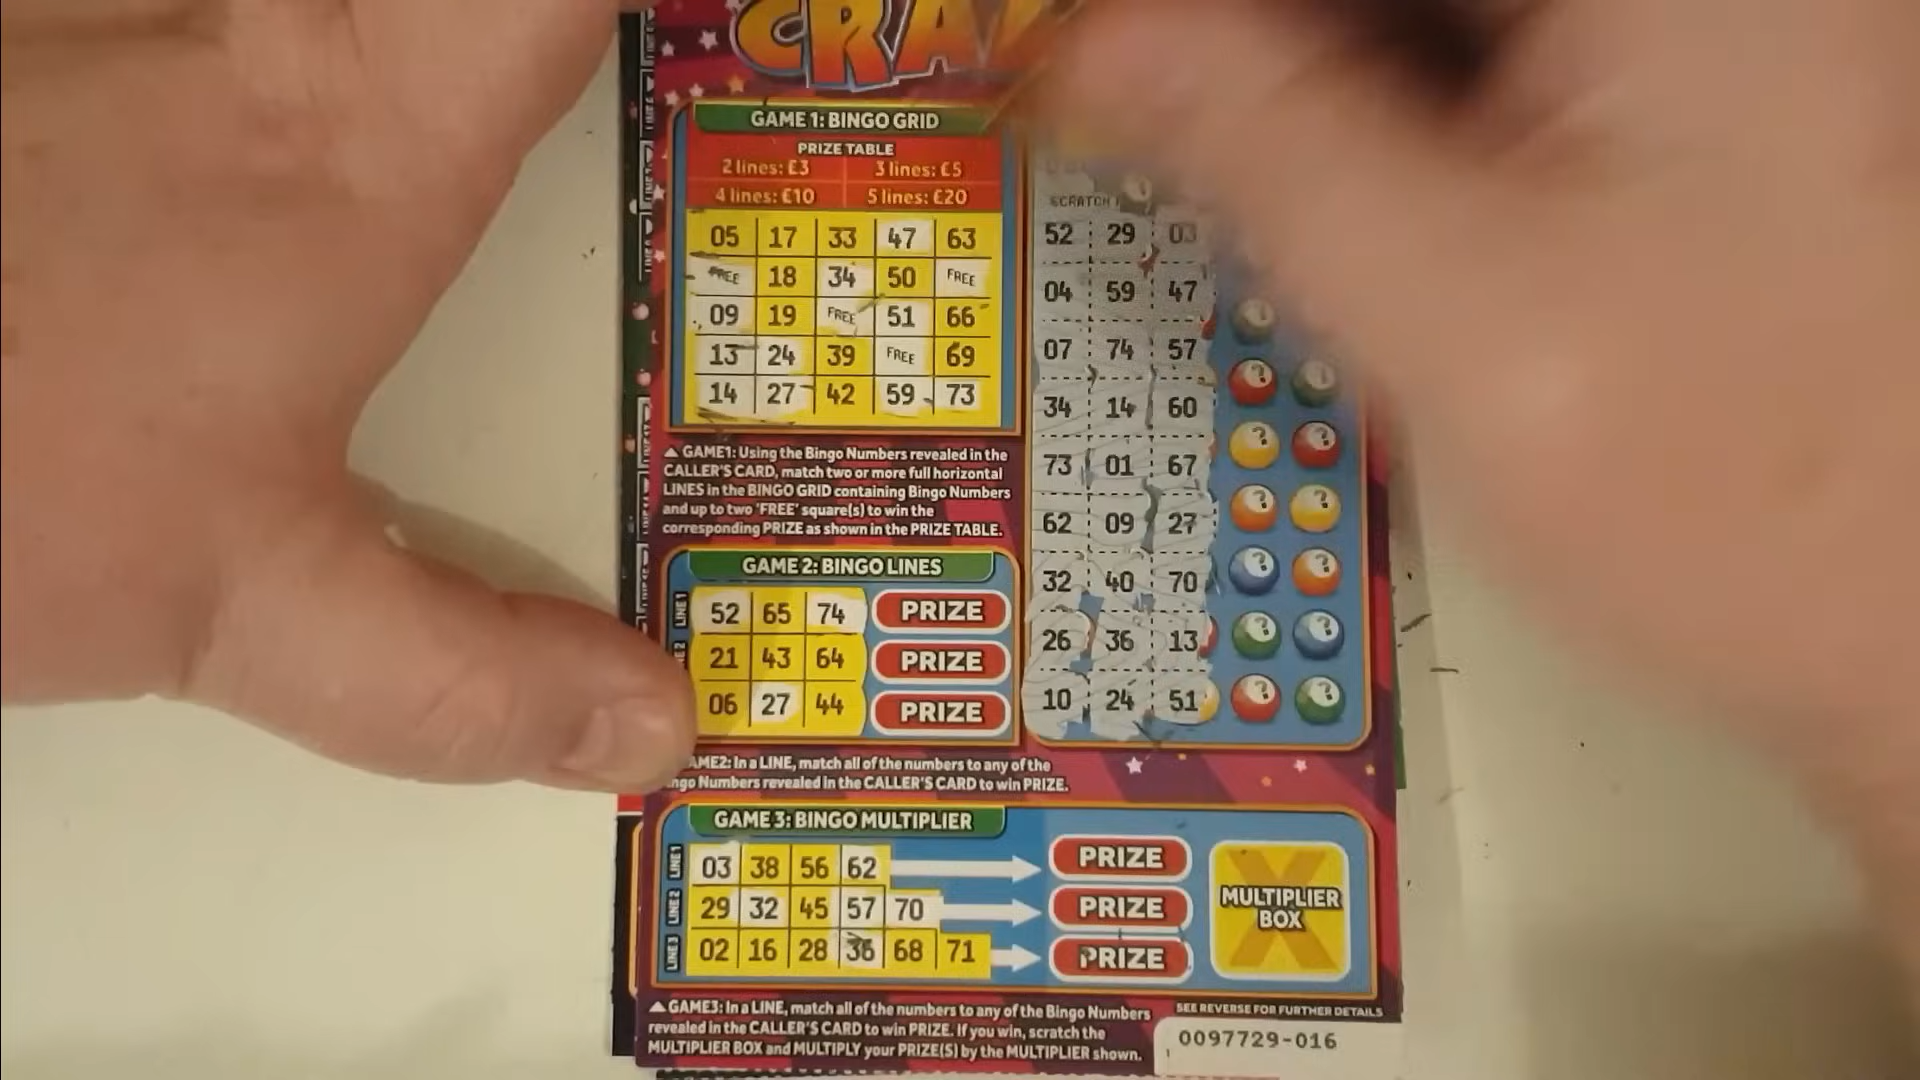 CRA
GAME 1: BINGO GRID
PRIZE TABLE
2 lines: £3 3 lines: £5
4 lines: £10 5 lines: £20
05 17 33 47 63
FREE 18 34 50 FREE
09 19 FREE 51 66
13 24 39 FREE 69
14 27 42 59 73
▲ GAME1: Using the Bingo Numbers revealed in the
CALLER'S CARD, match two or more full horizontal
LINES in the BINGO GRID containing Bingo Numbers
and up to two 'FREE' square(s) to win the
corresponding PRIZE as shown in the PRIZE TABLE.
SCRATCH
52 29 03
04 59 47
07 74 57
34 14 60
73 01 67
62 09 27
32 40 70
26 36 13
10 24 51
GAME 2: BINGO LINES
LINE 1 52 65 74 PRIZE
2 21 43 64 PRIZE
06 27 44 PRIZE
AME2: In a LINE, match all of the numbers to any of the
ngo Numbers revealed in the CALLER'S CARD to win PRIZE.
GAME 3: BINGO MULTIPLIER
LINE 1 03 38 56 62 PRIZE
LINE 2 29 32 45 57 70 PRIZE
LINE 3 02 16 28 36 68 71 PRIZE
MULTIPLIER
BOX
▲ GAME3: In a LINE, match all of the numbers to any of the Bingo Numbers
revealed in the CALLER'S CARD to win PRIZE. If you win, scratch the
MULTIPLIER BOX and MULTIPLY your PRIZE(S) by the MULTIPLIER shown.
SEE REVERSE FOR FURTHER DETAILS
0097729-016